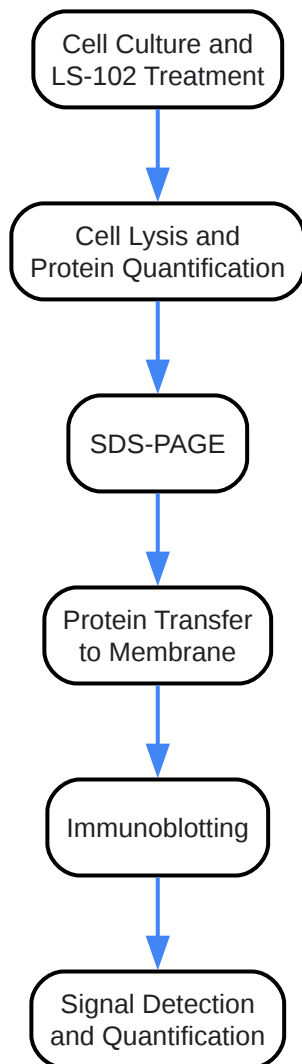 Cell Culture and
LS-102 Treatment
Cell Lysis and
Protein Quantification
SDS-PAGE
Protein Transfer
to Membrane
Immunoblotting
Signal Detection
and Quantification